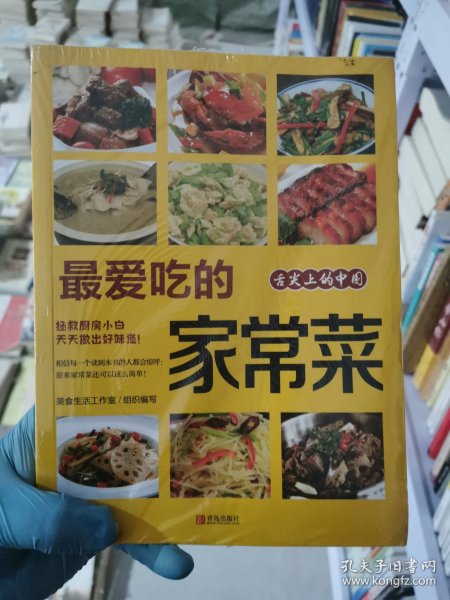 最爱吃的
舌尖上的中国
家常菜
拯救厨房小白
天天做出好味道!
相信每一个读到本书的人都会惊呼:
原来家常菜还可以这么简单!
美食生活工作室/组织编写
青岛出版社
孔夫子旧书网
www.kongfz.com